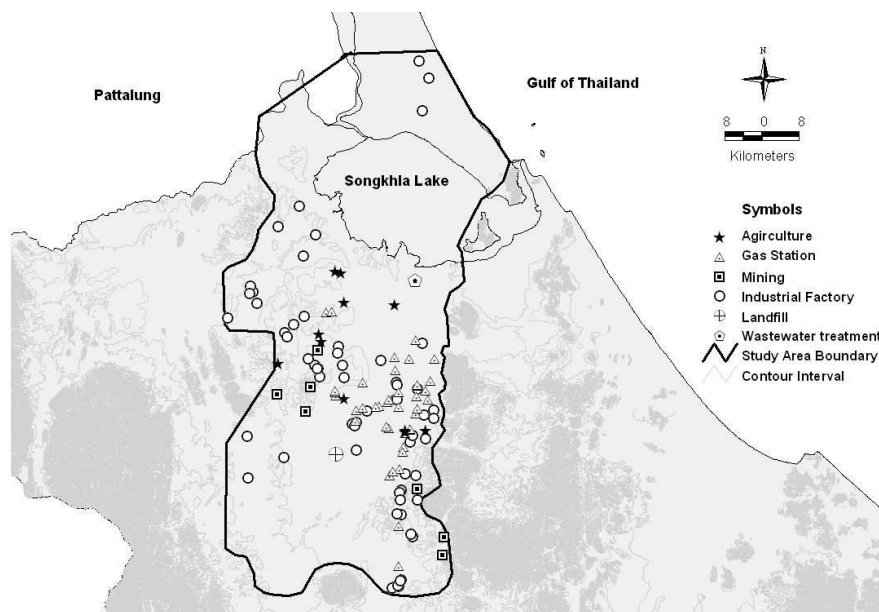 Pattalung
Gulf of Thailand
N
8 0 8
Kilometers
Songkhla Lake
Symbols
Agirculture
Gas Station
Mining
Industrial Factory
Landfill
Wastewater treatment
Study Area Boundary
Contour Interval